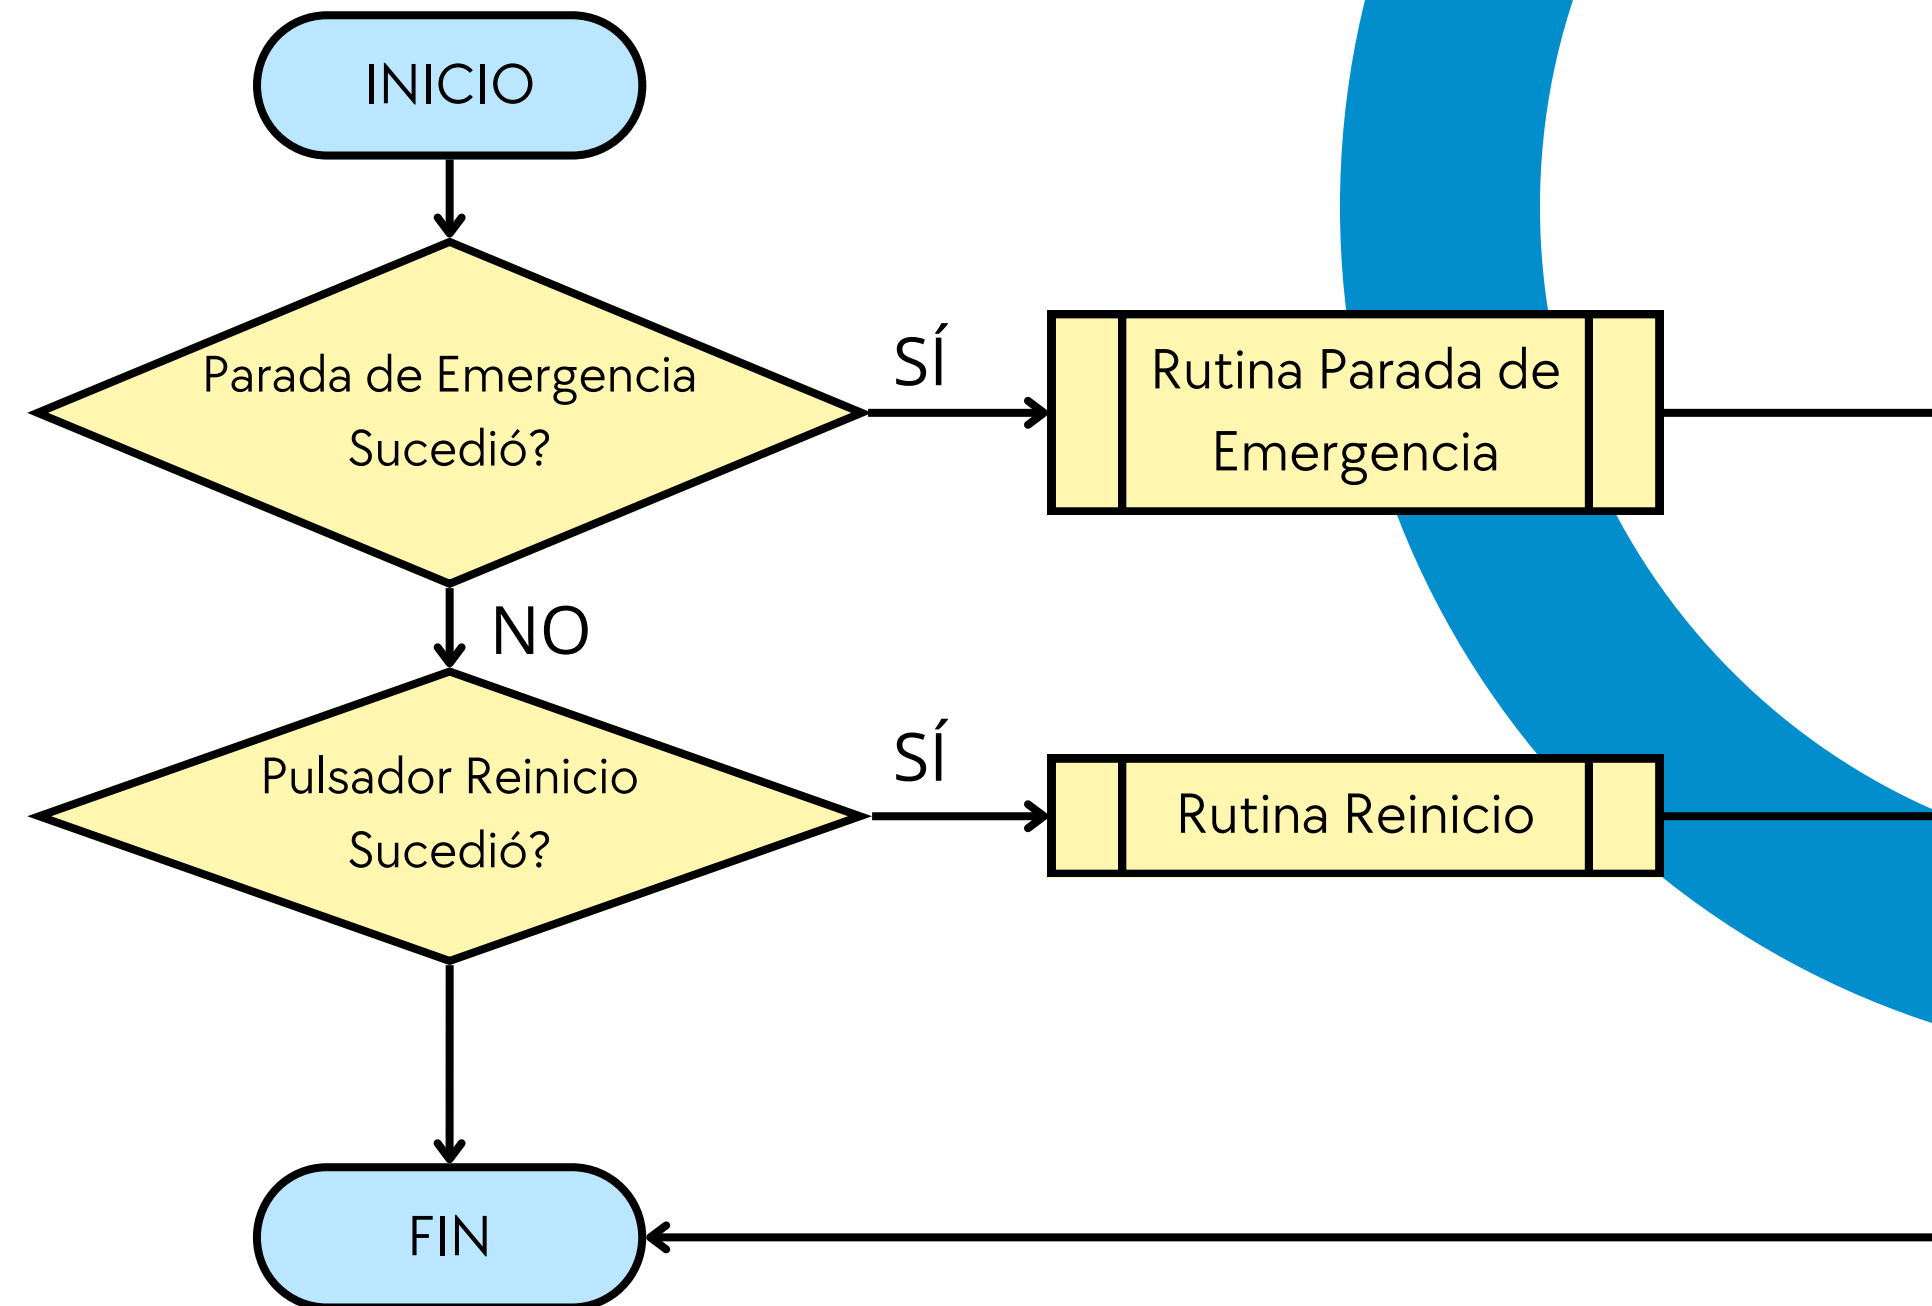 INICIO
Parada de Emergencia
Sucedió?
SÍ
Rutina Parada de
Emergencia
NO
Pulsador Reinicio
Sucedió?
SÍ
Rutina Reinicio
FIN